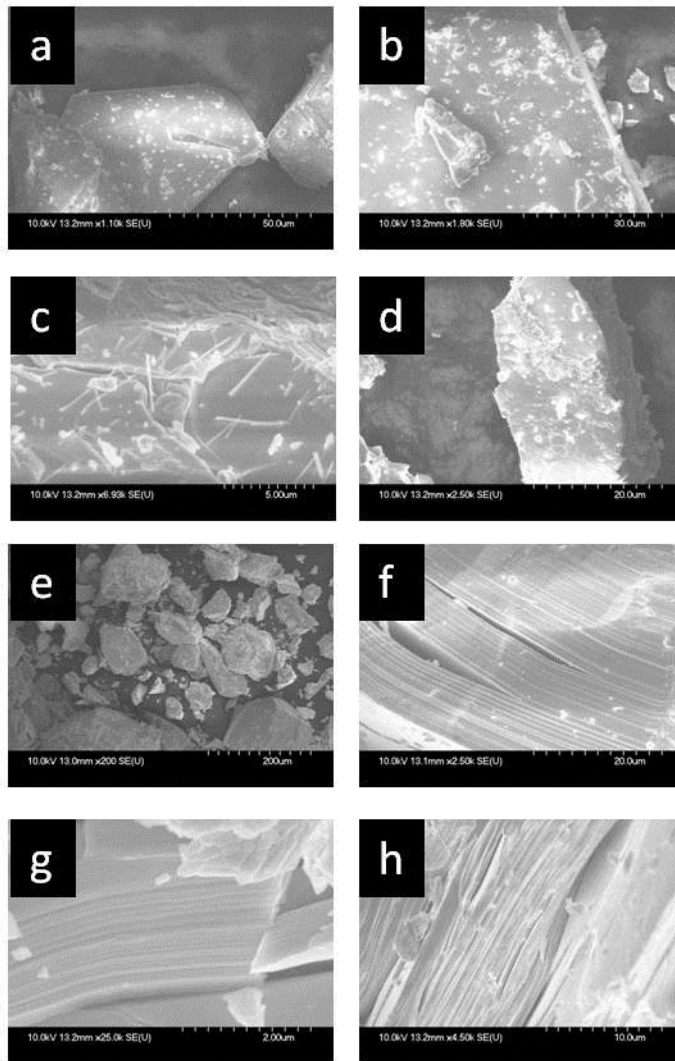 a
b
10.0kV 13.2mm x1.10k SE(U) 50.0um
10.0kV 13.2mm x1.80k SE(U) 30.0um
c
d
10.0kV 13.2mm x6.93k SE(U) 5.00um
10.0kV 13.2mm x2.50k SE(U) 20.0um
e
f
10.0kV 13.0mm x200 SE(U) 200um
10.0kV 13.1mm x2.50k SE(U) 20.0um
g
h
10.0kV 13.2mm x25.0k SE(U) 2.00um
10.0kV 13.2mm x4.50k SE(U) 10.0um